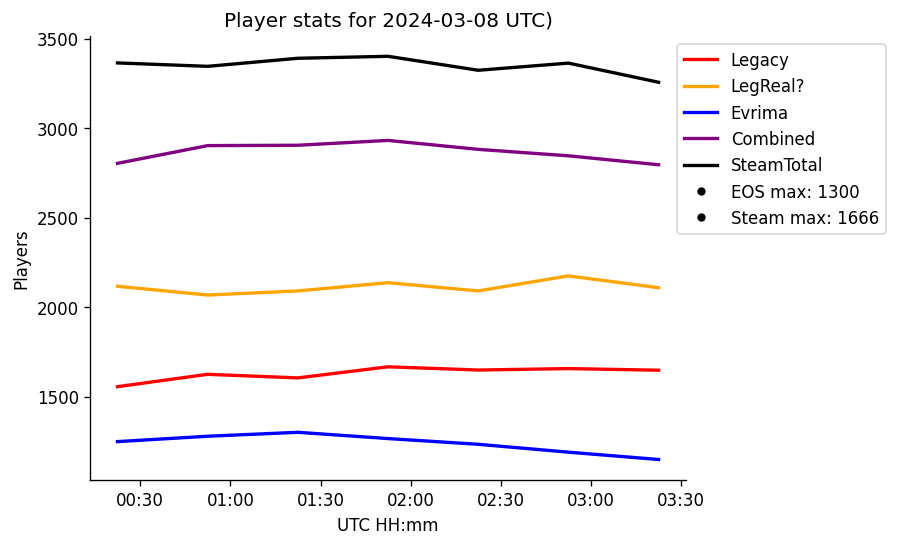 Player stats for 2024-03-08 UTC)
3500
3000
2500
2000
1500
Players
00:30 01:00 01:30 02:00 02:30 03:00 03:30
UTC HH:mm
Legacy
LegReal?
Evrima
Combined
SteamTotal
EOS max: 1300
Steam max: 1666